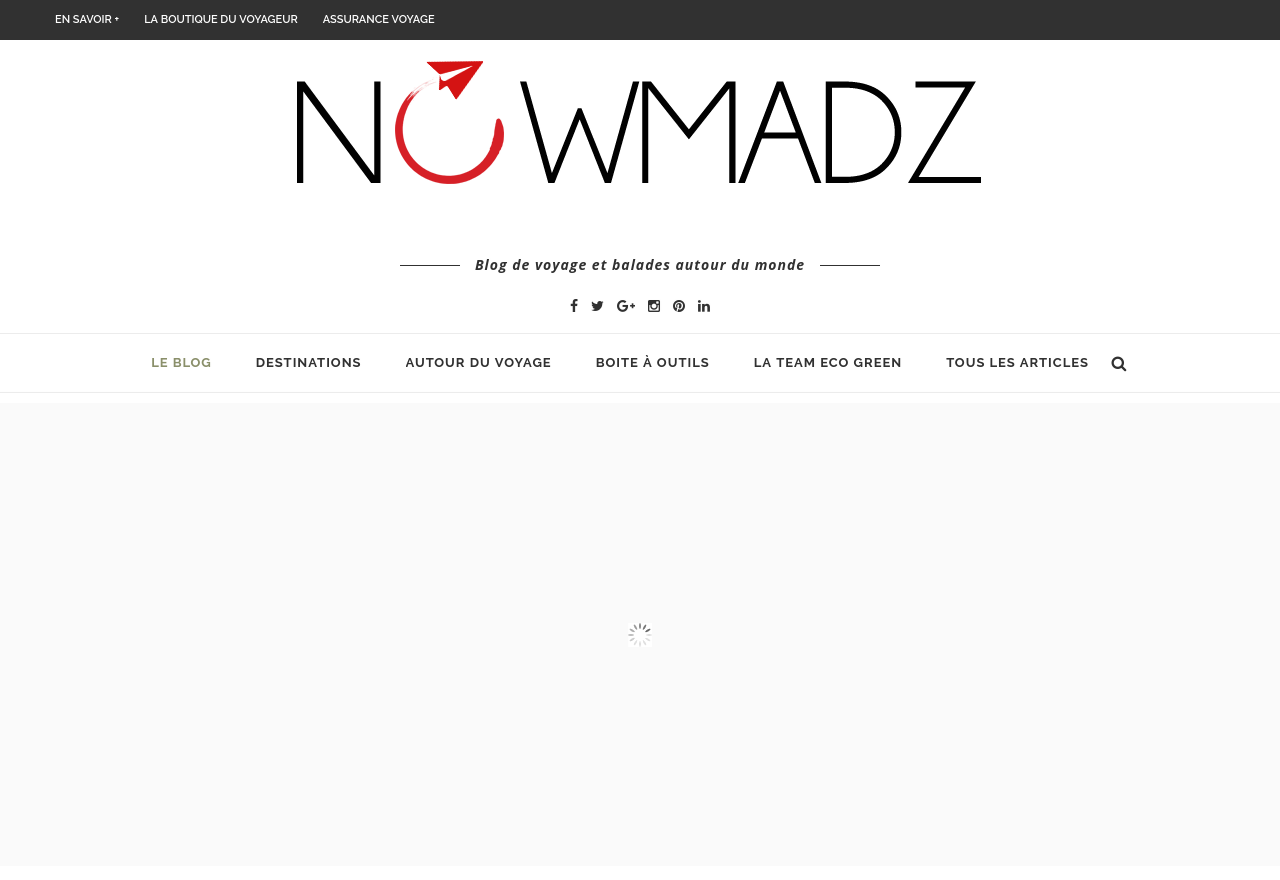 EN SAVOIR + LA BOUTIQUE DU VOYAGEUR ASSURANCE VOYAGE
NOWMADZ
Blog de voyage et balades autour du monde
LE BLOG DESTINATIONS AUTOUR DU VOYAGE BOITE À OUTILS LA TEAM ECO GREEN TOUS LES ARTICLES